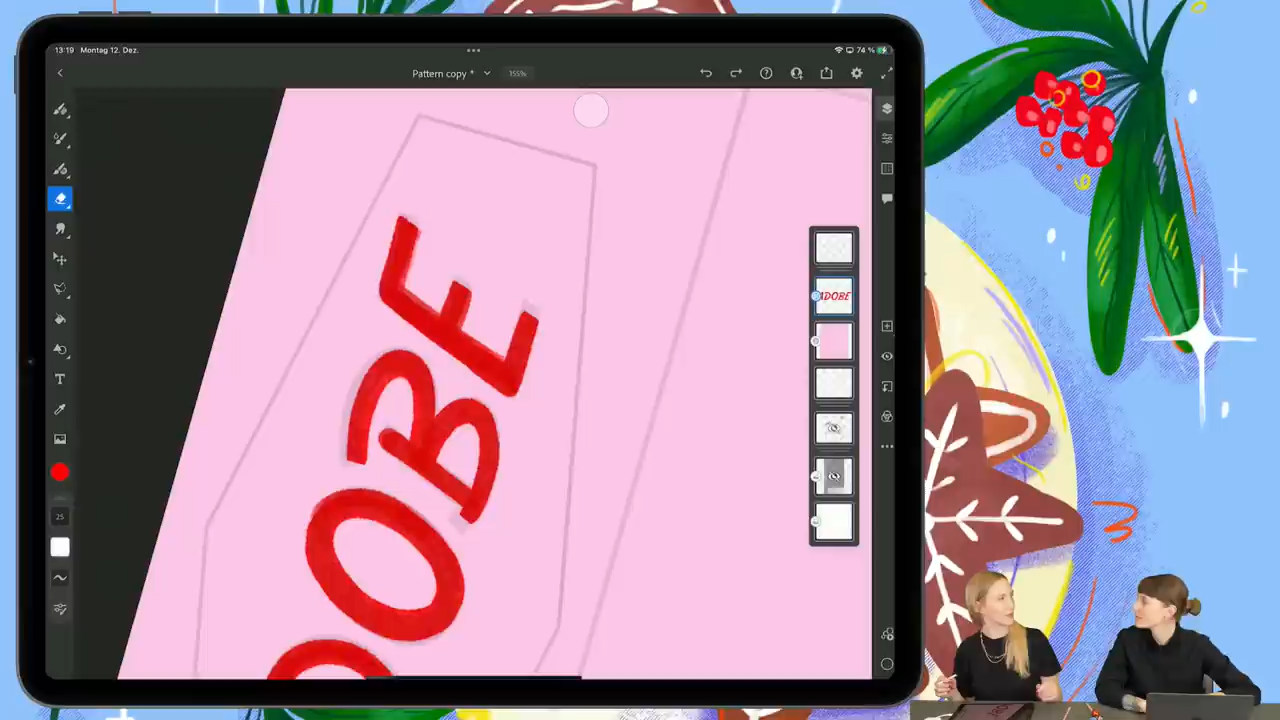 13:19 Montag 12. Dez.
74 %
Pattern copy *
155%
ADOBE
T
25
OBE